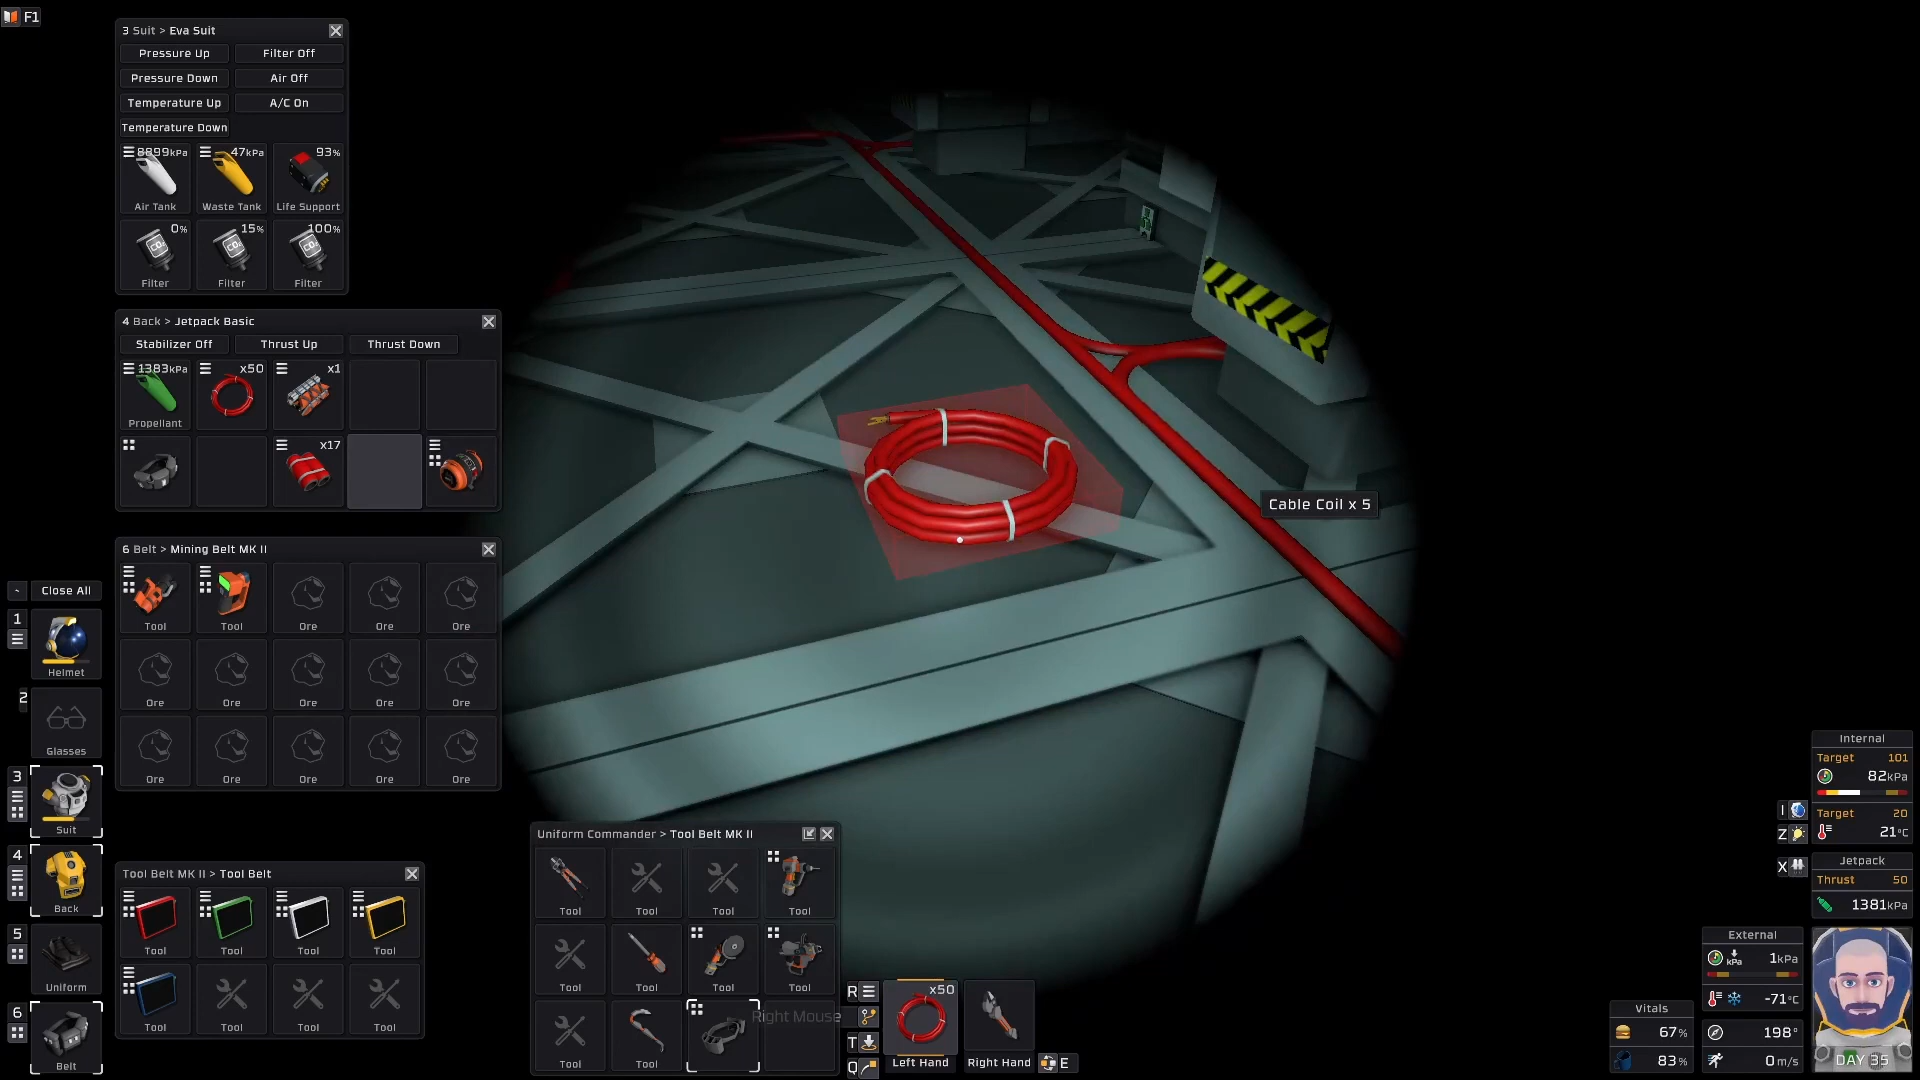 F1
3 Suit > Eva Suit
Pressure Up
Filter Off
Pressure Down
Air Off
Temperature Up
A/C On
Temperature Down
8899kPa
47kPa
93%
Air Tank
Waste Tank
Life Support
0%
15%
100%
Filter
Filter
Filter
4 Back > Jetpack Basic
Stabilizer Off
Thrust Up
Thrust Down
1383kPa
x50
x1
Propellant
x17
6 Belt > Mining Belt MK II
Tool
Tool
Ore
Ore
Ore
Ore
Ore
Ore
Ore
Ore
Ore
Ore
Ore
Ore
Ore
~
Close All
1
Helmet
2
Glasses
3
Suit
4
Back
5
Uniform
6
Belt
Tool Belt MK II > Tool Belt
Tool
Tool
Tool
Tool
Tool
Tool
Tool
Tool
Uniform Commander > Tool Belt MK II
Tool
Tool
Tool
Tool
Tool
Tool
Tool
Tool
Tool
Tool
Right Mouse
Cable Coil x 5
R
T
Q
x50
Left Hand
Right Hand
E
Internal
Target 101
82kPa
Target 20
21°C
I
Z
X
Jetpack
Thrust 50
1381kPa
External
kPa
1kPa
-71°C
Vitals
67%
83%
198°
0m/s
DAY 35